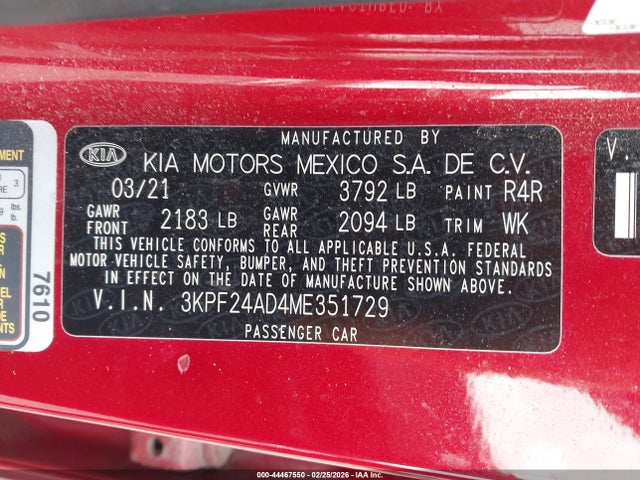 MANUFACTURED BY
KIA KIA MOTORS MEXICO S.A. DE C.V.
03/21 GVWR 3792 LB PAINT R4R
GAWR FRONT 2183 LB GAWR REAR 2094 LB TRIM WK
THIS VEHICLE CONFORMS TO ALL APPLICABLE U.S.A. FEDERAL
MOTOR VEHICLE SAFETY, BUMPER, AND THEFT PREVENTION STANDARDS
IN EFFECT ON THE DATE OF MANUFACTURE SHOWN ABOVE.
V.I.N. 3KPF24AD4ME351729
PASSENGER CAR
7610
000-44467550 - 02/25/2026 - IAA Inc.